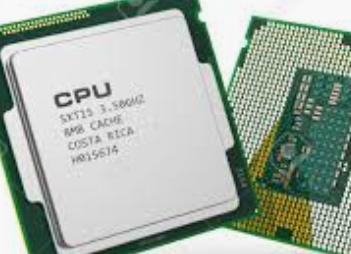 CPU
SXT15 3.50GHZ
8MB CACHE
COSTA RICA
H015674